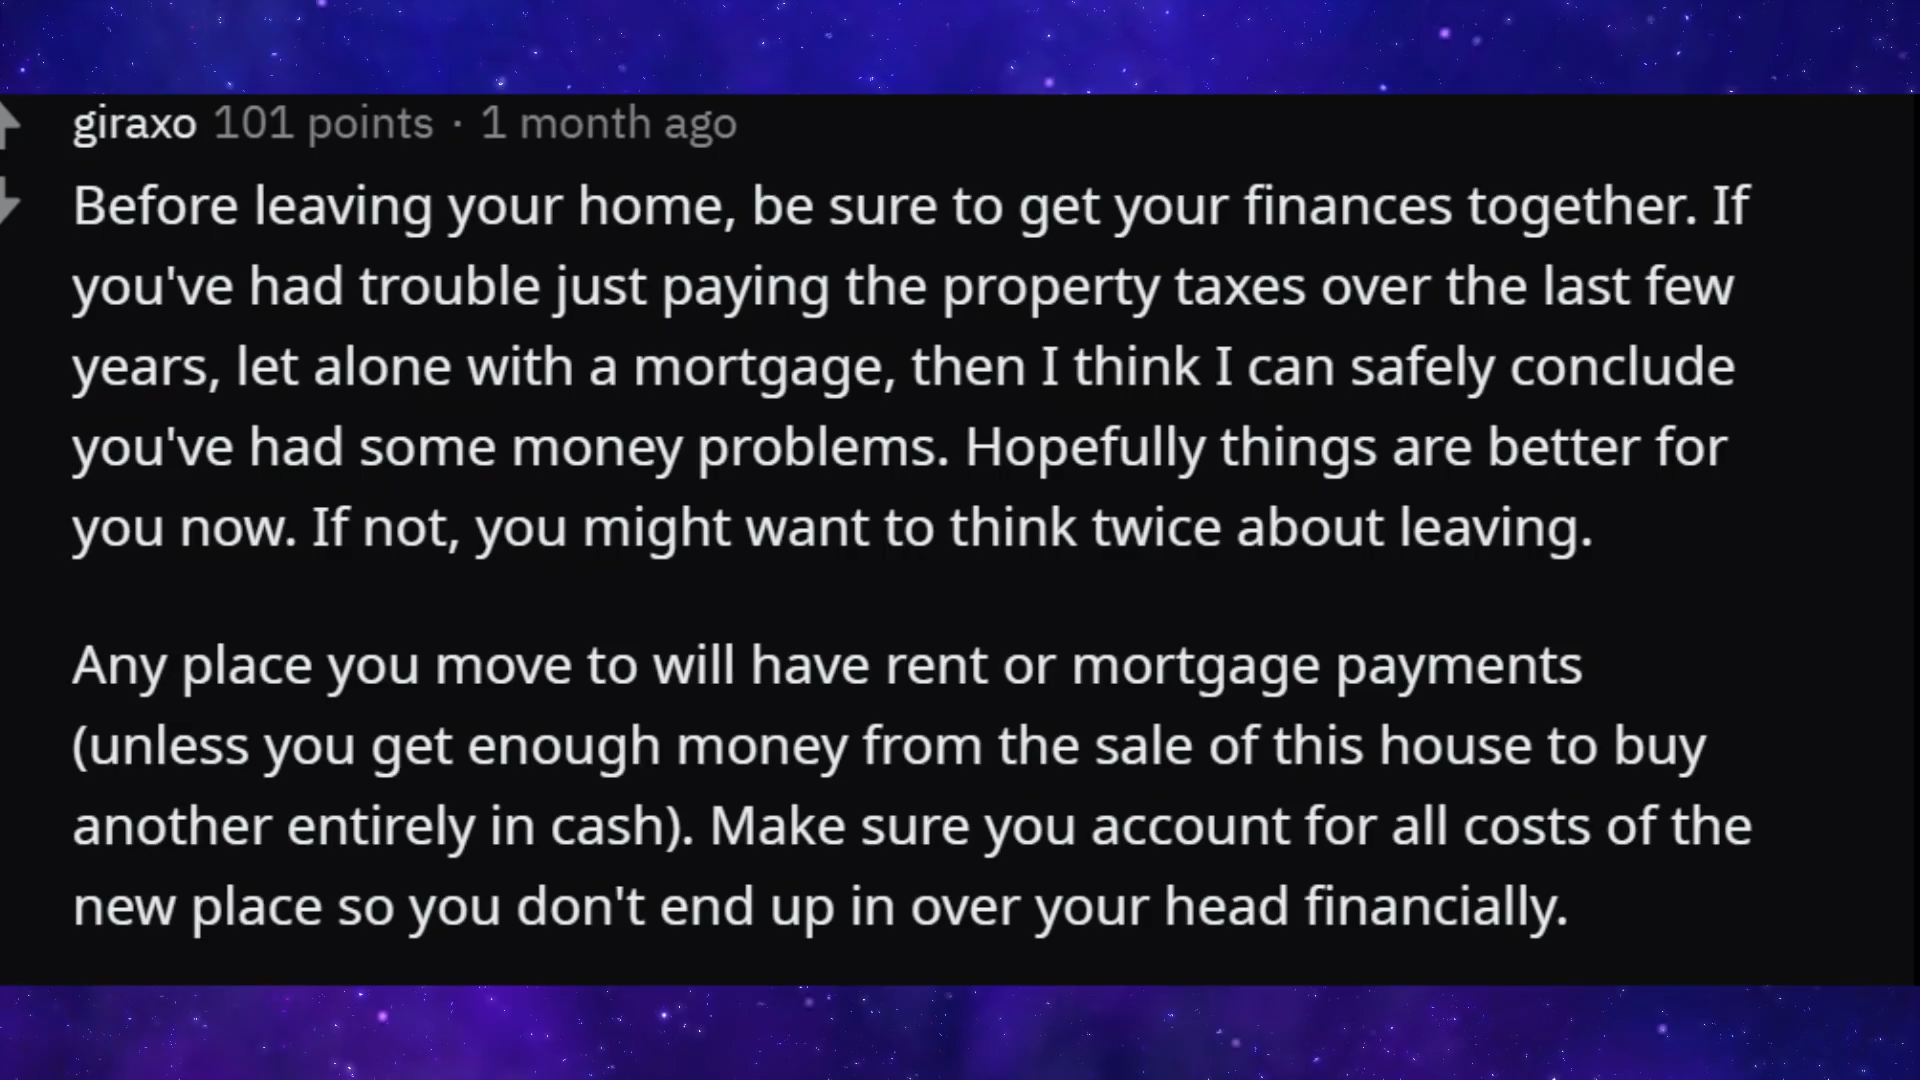 giraxo 101 points · 1 month ago
Before leaving your home, be sure to get your finances together. If
you've had trouble just paying the property taxes over the last few
years, let alone with a mortgage, then I think I can safely conclude
you've had some money problems. Hopefully things are better for
you now. If not, you might want to think twice about leaving.
Any place you move to will have rent or mortgage payments
(unless you get enough money from the sale of this house to buy
another entirely in cash). Make sure you account for all costs of the
new place so you don't end up in over your head financially.